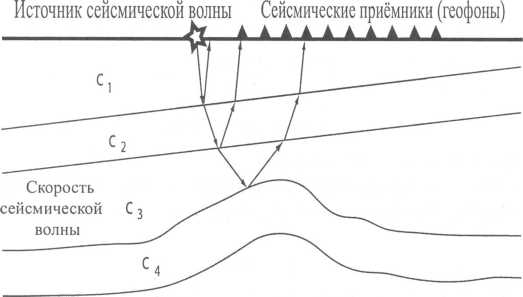 Источник сейсмической волны
Сейсмические приёмники (геофоны)
C 1
C 2
Скорость
сейсмической
волны
C 3
C 4